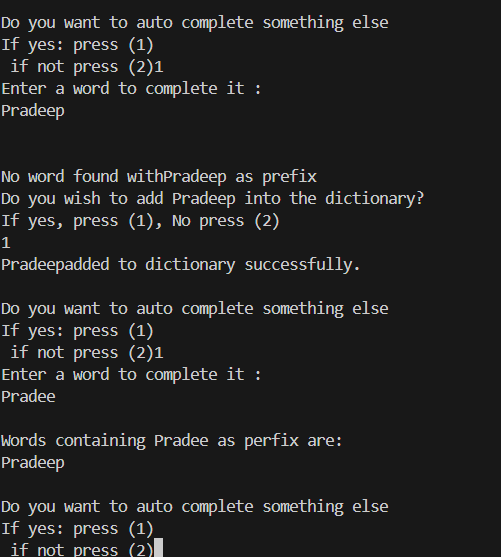 Do you want to auto complete something else
If yes: press (1)
 if not press (2)1
Enter a word to complete it :
Pradeep
No word found withPradeep as prefix
Do you wish to add Pradeep into the dictionary?
If yes, press (1), No press (2)
1
Pradeepadded to dictionary successfully.
Do you want to auto complete something else
If yes: press (1)
 if not press (2)1
Enter a word to complete it :
Pradee
Words containing Pradee as perfix are:
Pradeep
Do you want to auto complete something else
If yes: press (1)
 if not press (2)